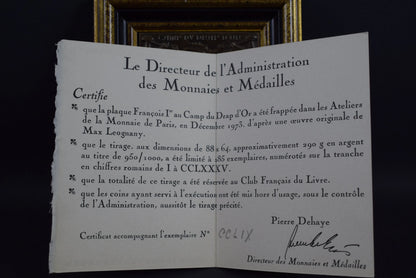 Le Directeur de l'Administration
des Monnaies et Médailles
Certifie
que la plaque François Ier au Camp du Drap d'Or a été frappée dans les Ateliers
de la Monnaie de Paris, en Décembre 1973, d'après une œuvre originale de
Max Leognany.
que le tirage, aux dimensions de 88 x 64, approximativement 290 g en argent
au titre de 950/1000, a été limité à 285 exemplaires, numérotés sur la tranche
en chiffres romains de I à CCLXXXV.
que la totalité de ce tirage a été réservée au Club Français du Livre.
que les coins ayant servi à l'exécution ont été mis hors d'usage, sous le contrôle
de l'Administration, aussitôt le tirage précité.
Pierre Dehaye
Certificat accompagnant l'exemplaire No CCLIX
Directeur des Monnaies et Médailles